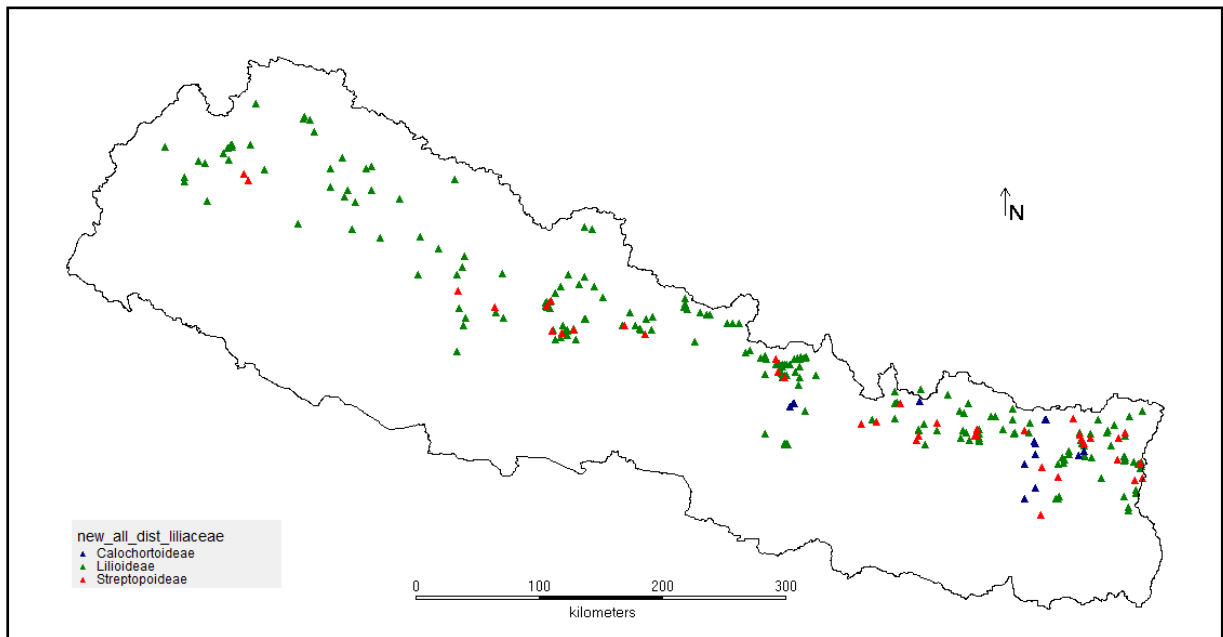 N
new_all_dist_liliaceae
Calochortoideae
Lilioideae
Streptopoideae
0 100 200 300
kilometers